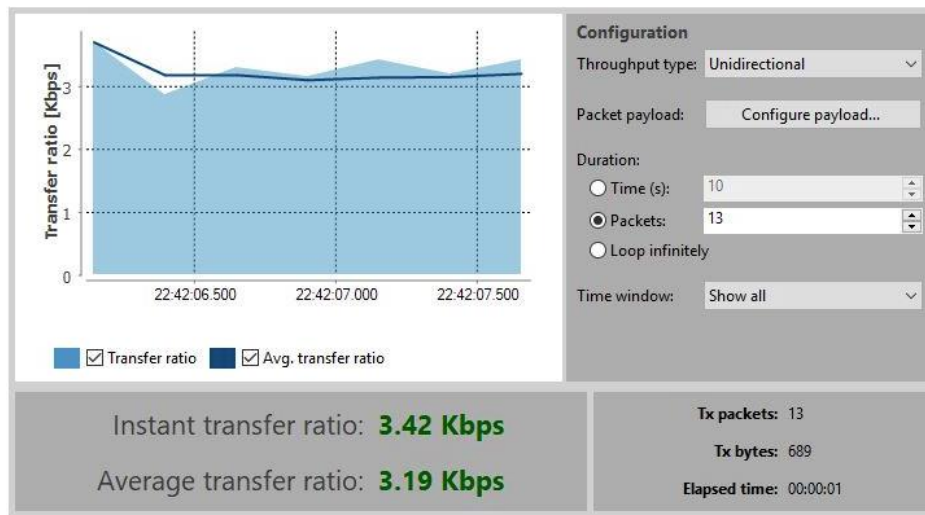 Transfer ratio [Kbps]
3
2
1
0
22:42:06.500 22:42:07.000 22:42:07.500
Transfer ratio Avg. transfer ratio
Configuration
Throughput type: Unidirectional
Packet payload: Configure payload...
Duration:
Time (s): 10
Packets: 13
Loop infinitely
Time window: Show all
Instant transfer ratio: 3.42 Kbps
Average transfer ratio: 3.19 Kbps
Tx packets: 13
Tx bytes: 689
Elapsed time: 00:00:01